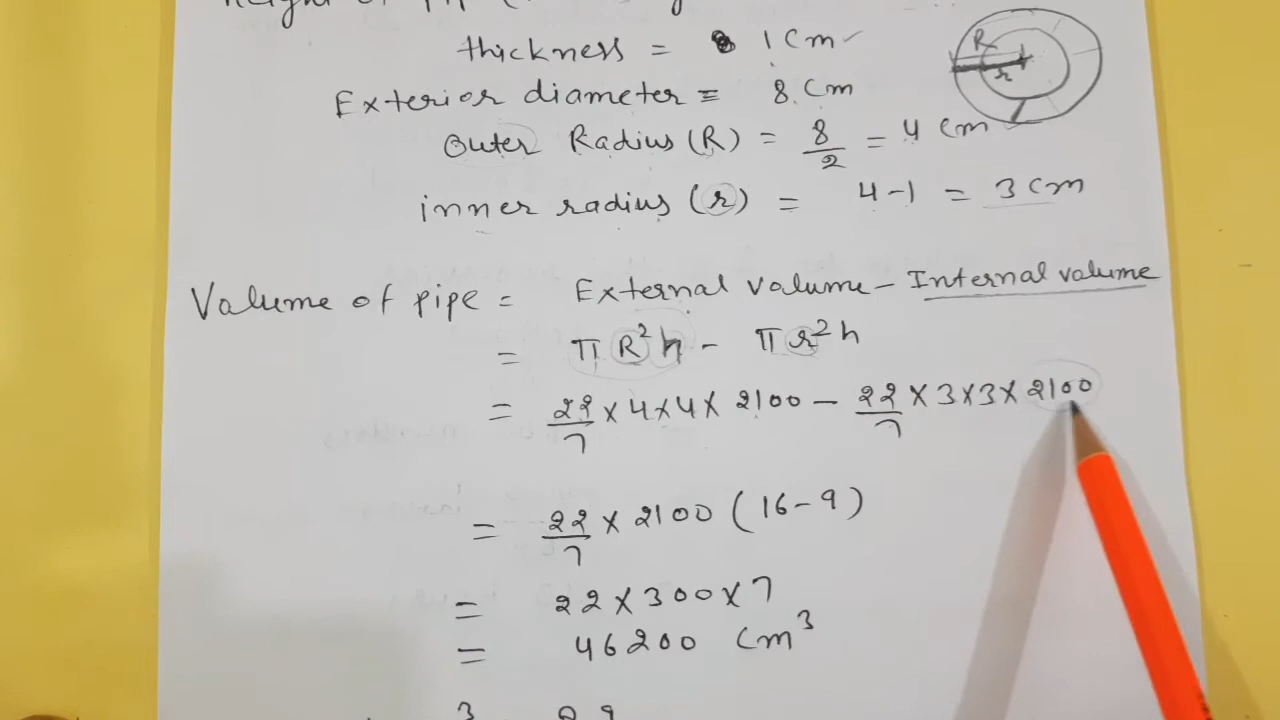 thickness = 1 cm
Exterior diameter = 8 cm
Outer Radius (R) = 8/2 = 4 cm
inner radius (r) = 4-1 = 3 cm
R
r
Volume of pipe = External volume - Internal volume
= πR²h - πr²h
= 22/7 × 4 × 4 × 2100 - 22/7 × 3 × 3 × 2100
= 22/7 × 2100 (16-9)
= 22 × 300 × 7
= 46200 cm³